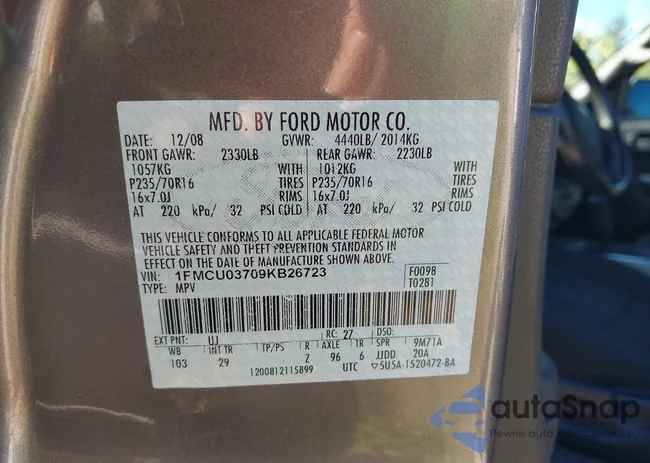 MFD. BY FORD MOTOR CO.
DATE: 12/08 GVWR: 4440LB/ 2014KG
FRONT GAWR: 2330LB REAR GAWR: 2230LB
1057KG WITH 1012KG WITH
P235/70R16 TIRES P235/70R16 TIRES
16x7.0J RIMS 16x7.0J RIMS
AT 220 kPa/ 32 PSI COLD AT 220 kPa/ 32 PSI COLD
THIS VEHICLE CONFORMS TO ALL APPLICABLE FEDERAL MOTOR
VEHICLE SAFETY AND THEFT PREVENTION STANDARDS IN
EFFECT ON THE DATE OF MANUFACTURE SHOWN ABOVE.
VIN: 1FMCU03709KB26723 F0098
TYPE: MPV T0281
EXT PNT: UJ RC: 27 DSO:
WB INT TR TP/PS R AXLE TR SPR 9M71A
103 29 Z 96 6 JJDD 20A
1200812115899 UTC ▽5U5A-1520472-BA
autoSnap